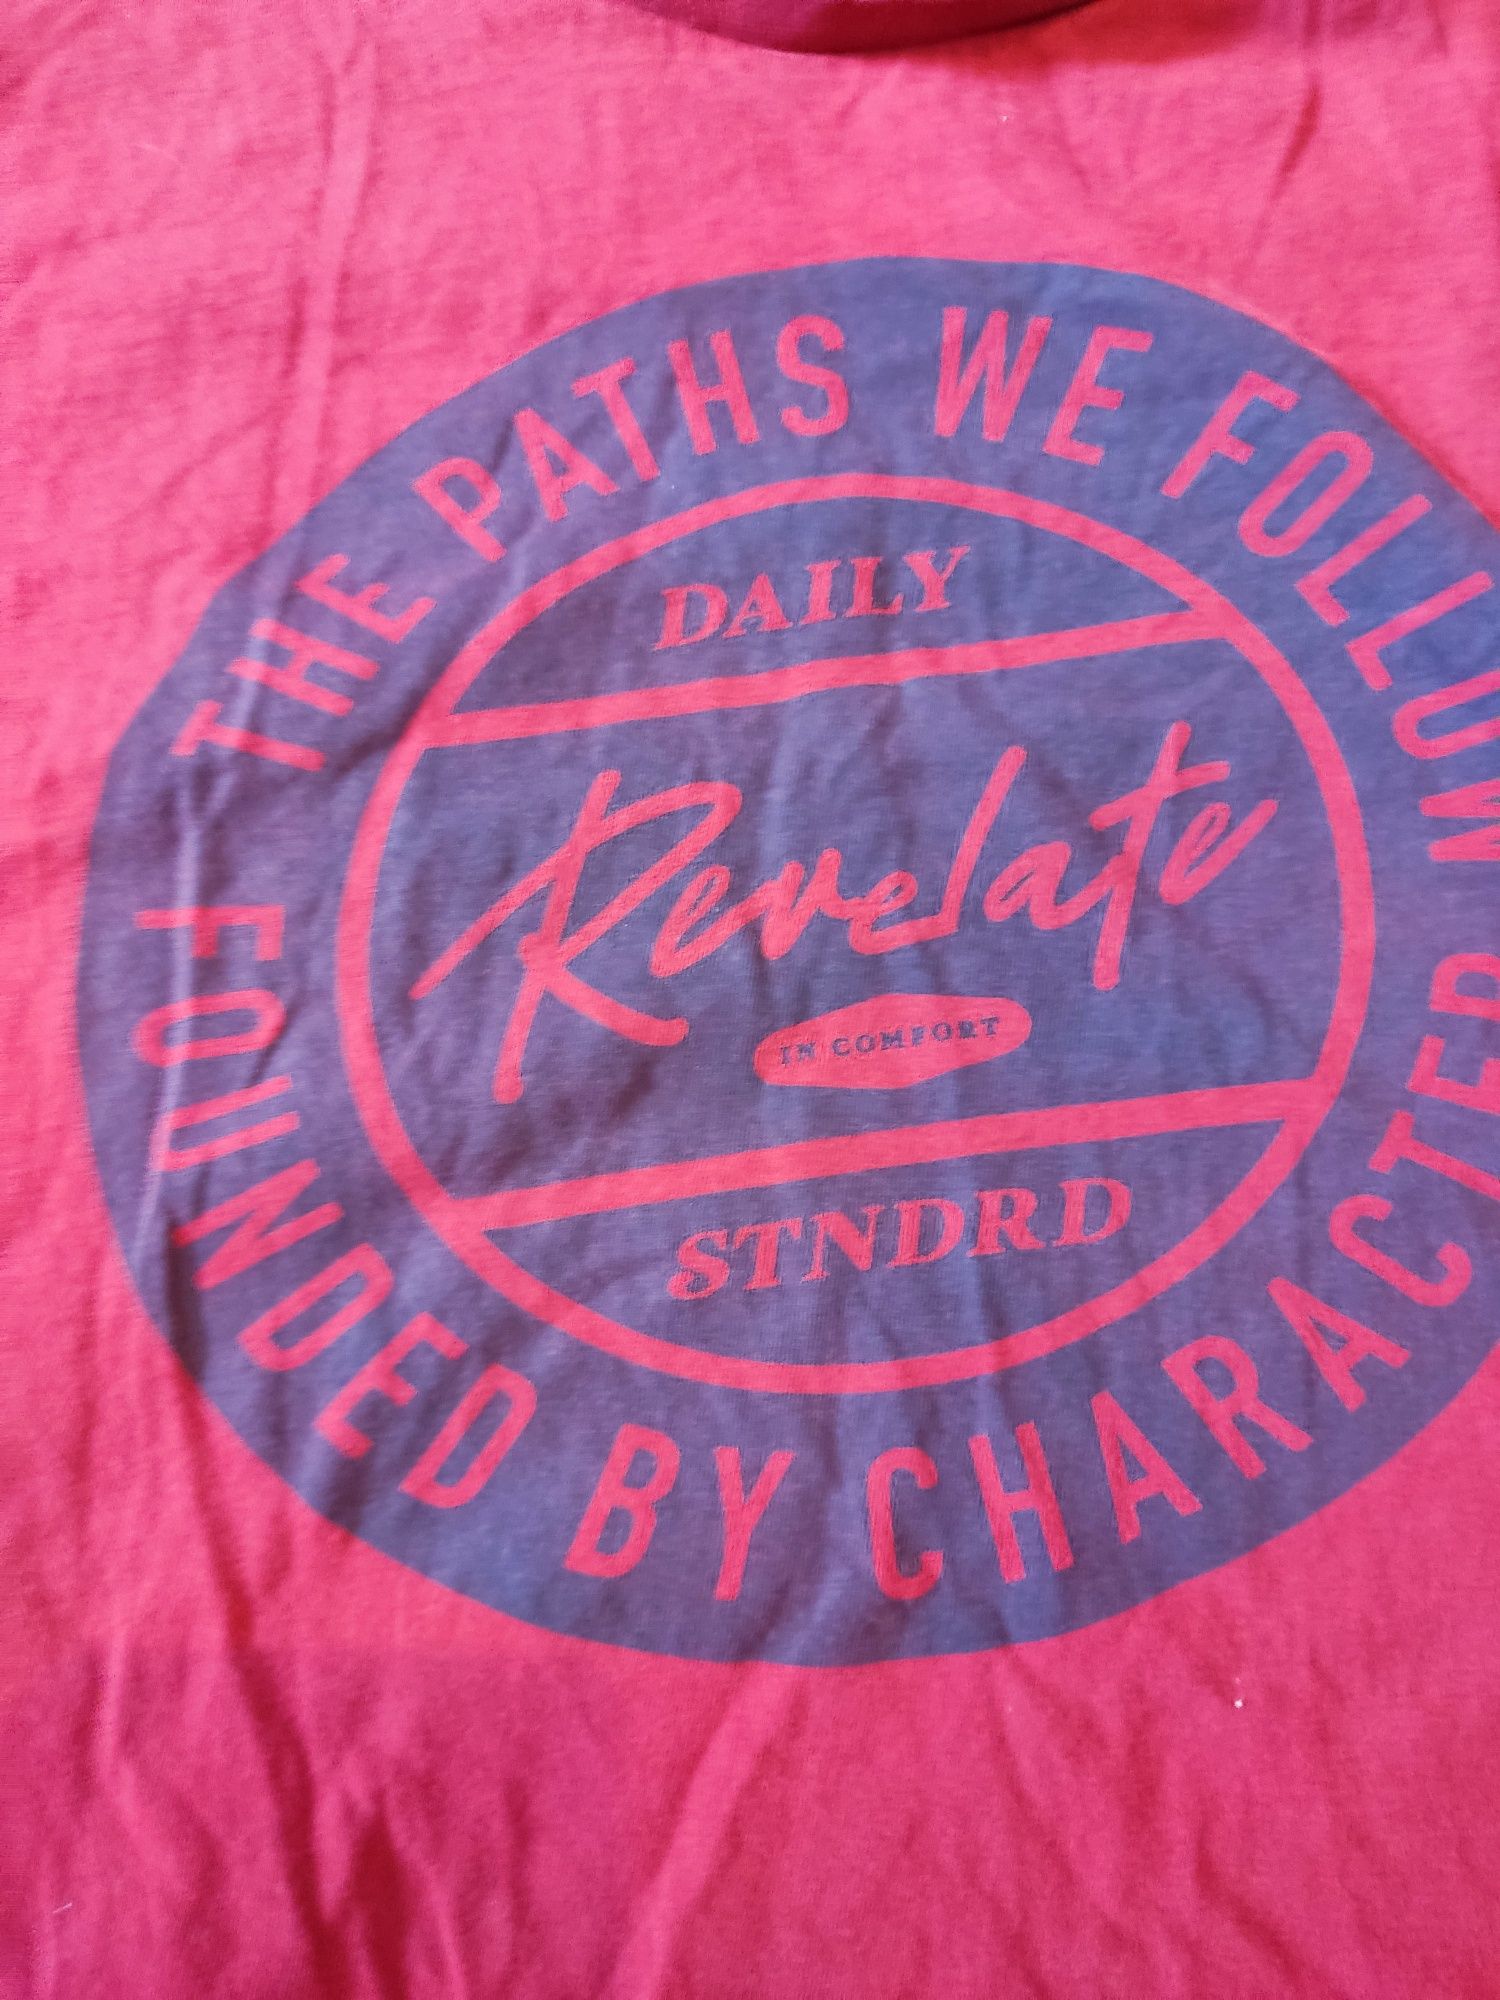 THE PATHS WE FOLLOW
DAILY
Revelate
IN COMFORT
STNDRD
FOUNDED BY CHARACTER